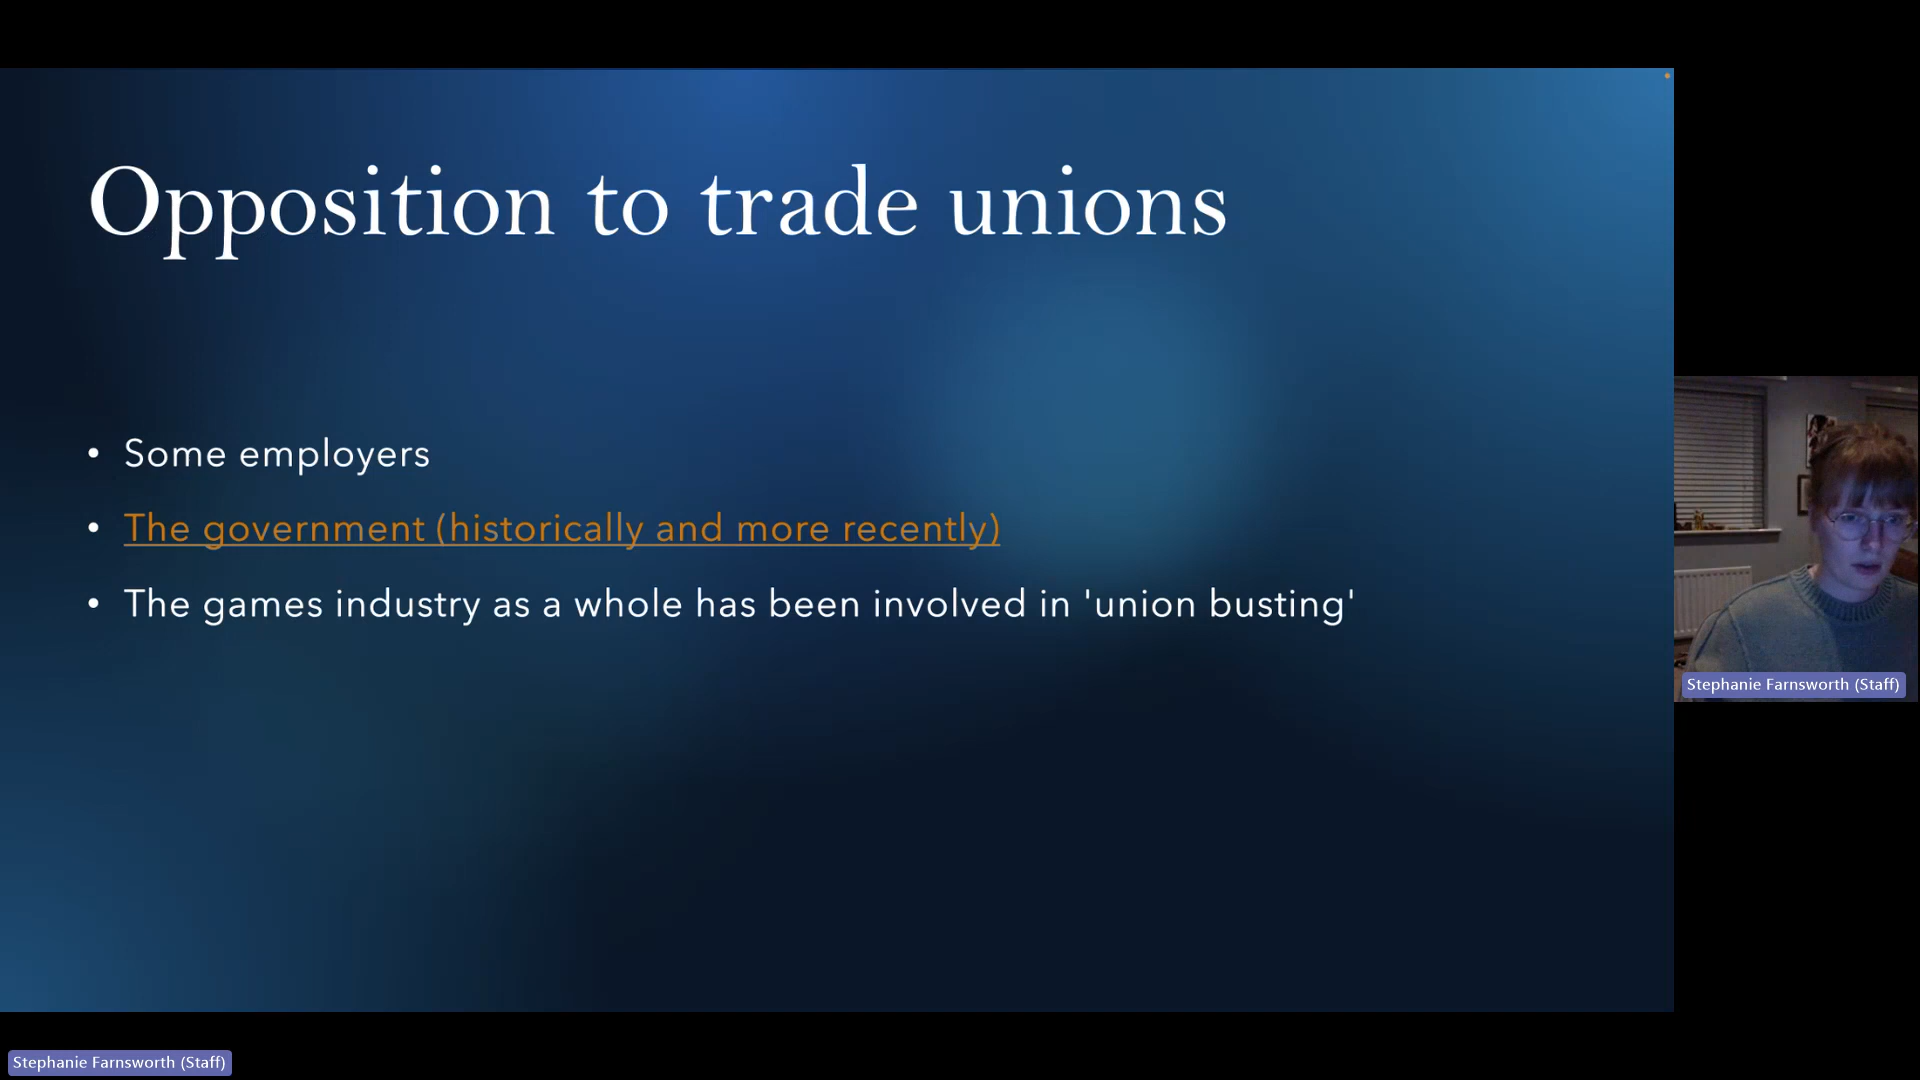 Opposition to trade unions
• Some employers
• The government (historically and more recently)
• The games industry as a whole has been involved in 'union busting'
Stephanie Farnsworth (Staff)
Stephanie Farnsworth (Staff)